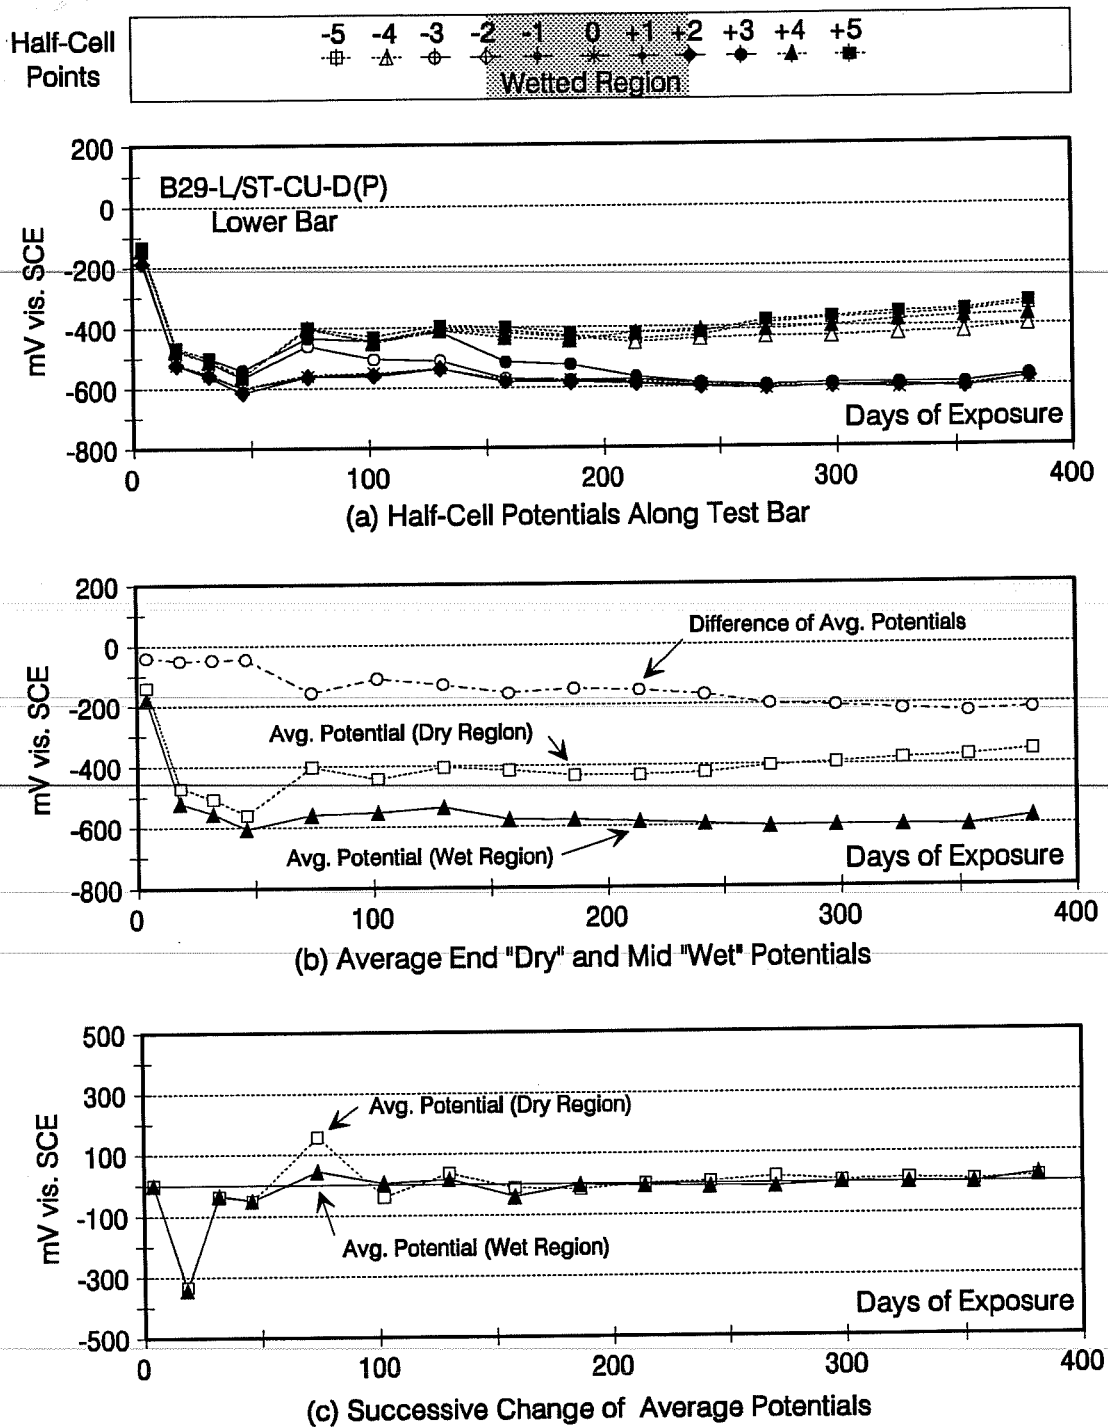 Half-Cell Points
-5 -4 -3 -2 -1 0 +1 +2 +3 +4 +5
Wetted Region
200
0
-200
-400
-600
-800
mV vis. SCE
B29-L/ST-CU-D(P)
Lower Bar
Days of Exposure
0 100 200 300 400
(a) Half-Cell Potentials Along Test Bar
200
0
-200
-400
-600
-800
mV vis. SCE
Difference of Avg. Potentials
Avg. Potential (Dry Region)
Avg. Potential (Wet Region)
Days of Exposure
0 100 200 300 400
(b) Average End "Dry" and Mid "Wet" Potentials
500
300
100
-100
-300
-500
mV vis. SCE
Avg. Potential (Dry Region)
Avg. Potential (Wet Region)
Days of Exposure
0 100 200 300 400
(c) Successive Change of Average Potentials